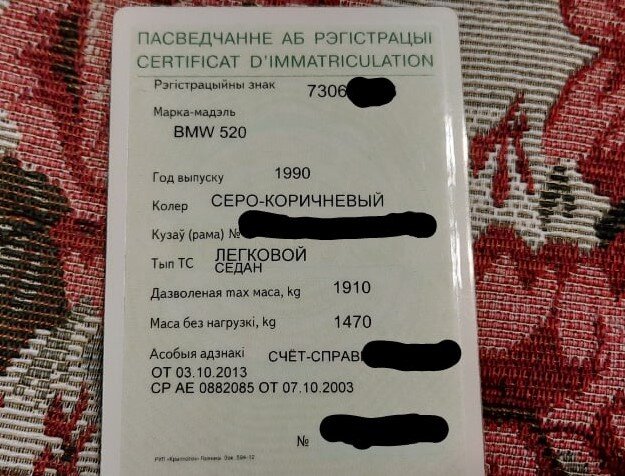 ПАСВЕДЧАННЕ АБ РЭГІСТРАЦЫІ
CERTIFICAT D'IMMATRICULATION
Рэгістрацыйны знак 7306
Марка-мадэль
BMW 520
Год выпуску 1990
Колер СЕРО-КОРИЧНЕВЫЙ
Кузаў (рама) №
Тып ТС ЛЕГКОВОЙ
СЕДАН
Дазволеная max маса, kg 1910
Маса без нагрузкі, kg 1470
Асобыя адзнакі СЧЁТ-СПРАВ
ОТ 03.10.2013
СР АЕ 0882085 ОТ 07.10.2003
№